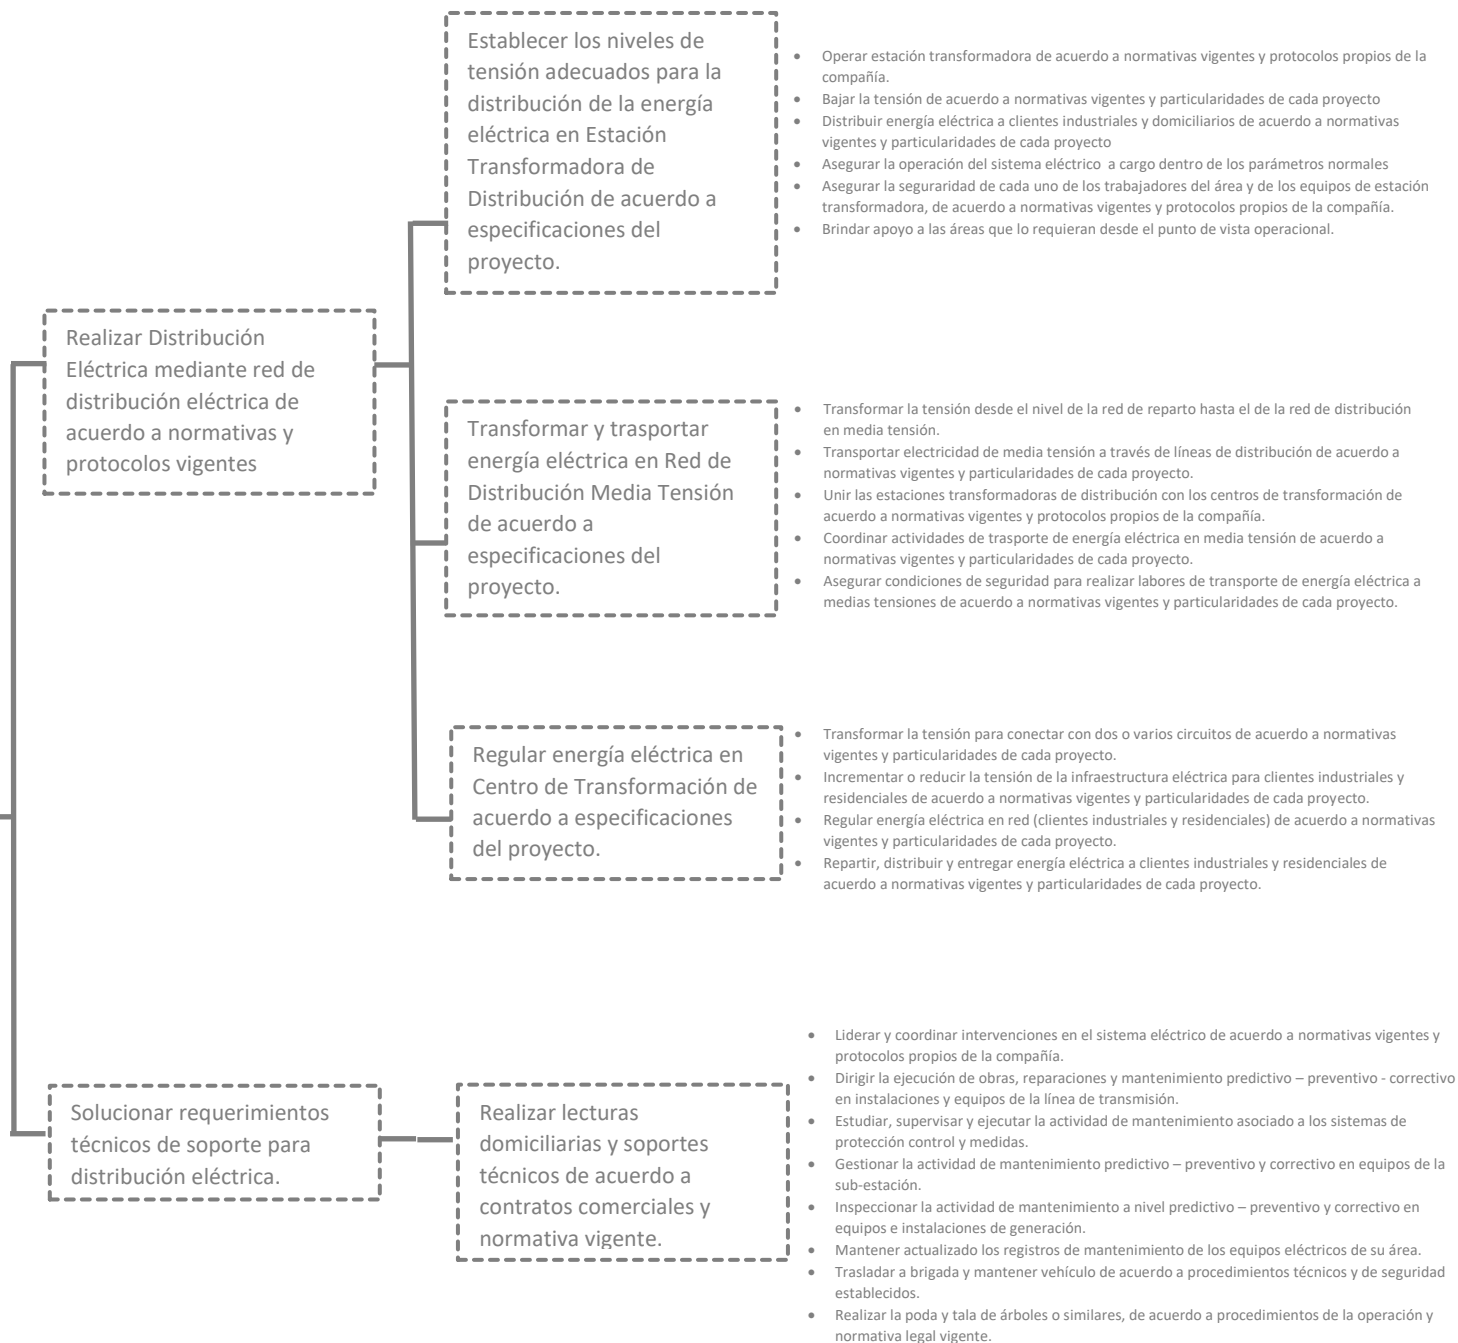 Establecer los niveles de
tensión adecuados para la
distribución de la energía
eléctrica en Estación
Transformadora de
Distribución de acuerdo a
especificaciones del
proyecto.
• Operar estación transformadora de acuerdo a normativas vigentes y protocolos propios de la
compañía.
• Bajar la tensión de acuerdo a normativas vigentes y particularidades de cada proyecto
• Distribuir energía eléctrica a clientes industriales y domiciliarios de acuerdo a normativas
vigentes y particularidades de cada proyecto
• Asegurar la operación del sistema eléctrico a cargo dentro de los parámetros normales
• Asegurar la seguraridad de cada uno de los trabajadores del área y de los equipos de estación
transformadora, de acuerdo a normativas vigentes y protocolos propios de la compañía.
• Brindar apoyo a las áreas que lo requieran desde el punto de vista operacional.
Realizar Distribución
Eléctrica mediante red de
distribución eléctrica de
acuerdo a normativas y
protocolos vigentes
Transformar y trasportar
energía eléctrica en Red de
Distribución Media Tensión
de acuerdo a
especificaciones del
proyecto.
• Transformar la tensión desde el nivel de la red de reparto hasta el de la red de distribución
en media tensión.
• Transportar electricidad de media tensión a través de líneas de distribución de acuerdo a
normativas vigentes y particularidades de cada proyecto.
• Unir las estaciones transformadoras de distribución con los centros de transformación de
acuerdo a normativas vigentes y protocolos propios de la compañía.
• Coordinar actividades de trasporte de energía eléctrica en media tensión de acuerdo a
normativas vigentes y particularidades de cada proyecto.
• Asegurar condiciones de seguridad para realizar labores de transporte de energía eléctrica a
medias tensiones de acuerdo a normativas vigentes y particularidades de cada proyecto.
Regular energía eléctrica en
Centro de Transformación de
acuerdo a especificaciones
del proyecto.
• Transformar la tensión para conectar con dos o varios circuitos de acuerdo a normativas
vigentes y particularidades de cada proyecto.
• Incrementar o reducir la tensión de la infraestructura eléctrica para clientes industriales y
residenciales de acuerdo a normativas vigentes y particularidades de cada proyecto.
• Regular energía eléctrica en red (clientes industriales y residenciales) de acuerdo a normativas
vigentes y particularidades de cada proyecto.
• Repartir, distribuir y entregar energía eléctrica a clientes industriales y residenciales de
acuerdo a normativas vigentes y particularidades de cada proyecto.
Solucionar requerimientos
técnicos de soporte para
distribución eléctrica.
Realizar lecturas
domiciliarias y soportes
técnicos de acuerdo a
contratos comerciales y
normativa vigente.
• Liderar y coordinar intervenciones en el sistema eléctrico de acuerdo a normativas vigentes y
protocolos propios de la compañía.
• Dirigir la ejecución de obras, reparaciones y mantenimiento predictivo – preventivo - correctivo
en instalaciones y equipos de la línea de transmisión.
• Estudiar, supervisar y ejecutar la actividad de mantenimiento asociado a los sistemas de
protección control y medidas.
• Gestionar la actividad de mantenimiento predictivo – preventivo y correctivo en equipos de la
sub-estación.
• Inspeccionar la actividad de mantenimiento a nivel predictivo – preventivo y correctivo en
equipos e instalaciones de generación.
• Mantener actualizado los registros de mantenimiento de los equipos eléctricos de su área.
• Trasladar a brigada y mantener vehículo de acuerdo a procedimientos técnicos y de seguridad
establecidos.
• Realizar la poda y tala de árboles o similares, de acuerdo a procedimientos de la operación y
normativa legal vigente.